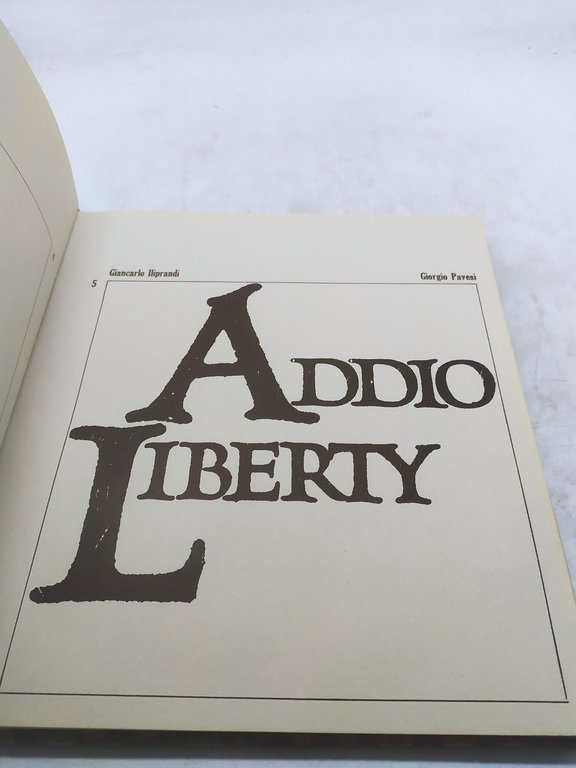 Giancarlo Iliprandi Giorgio Pavesi
5
ADDIO
LIBERTY